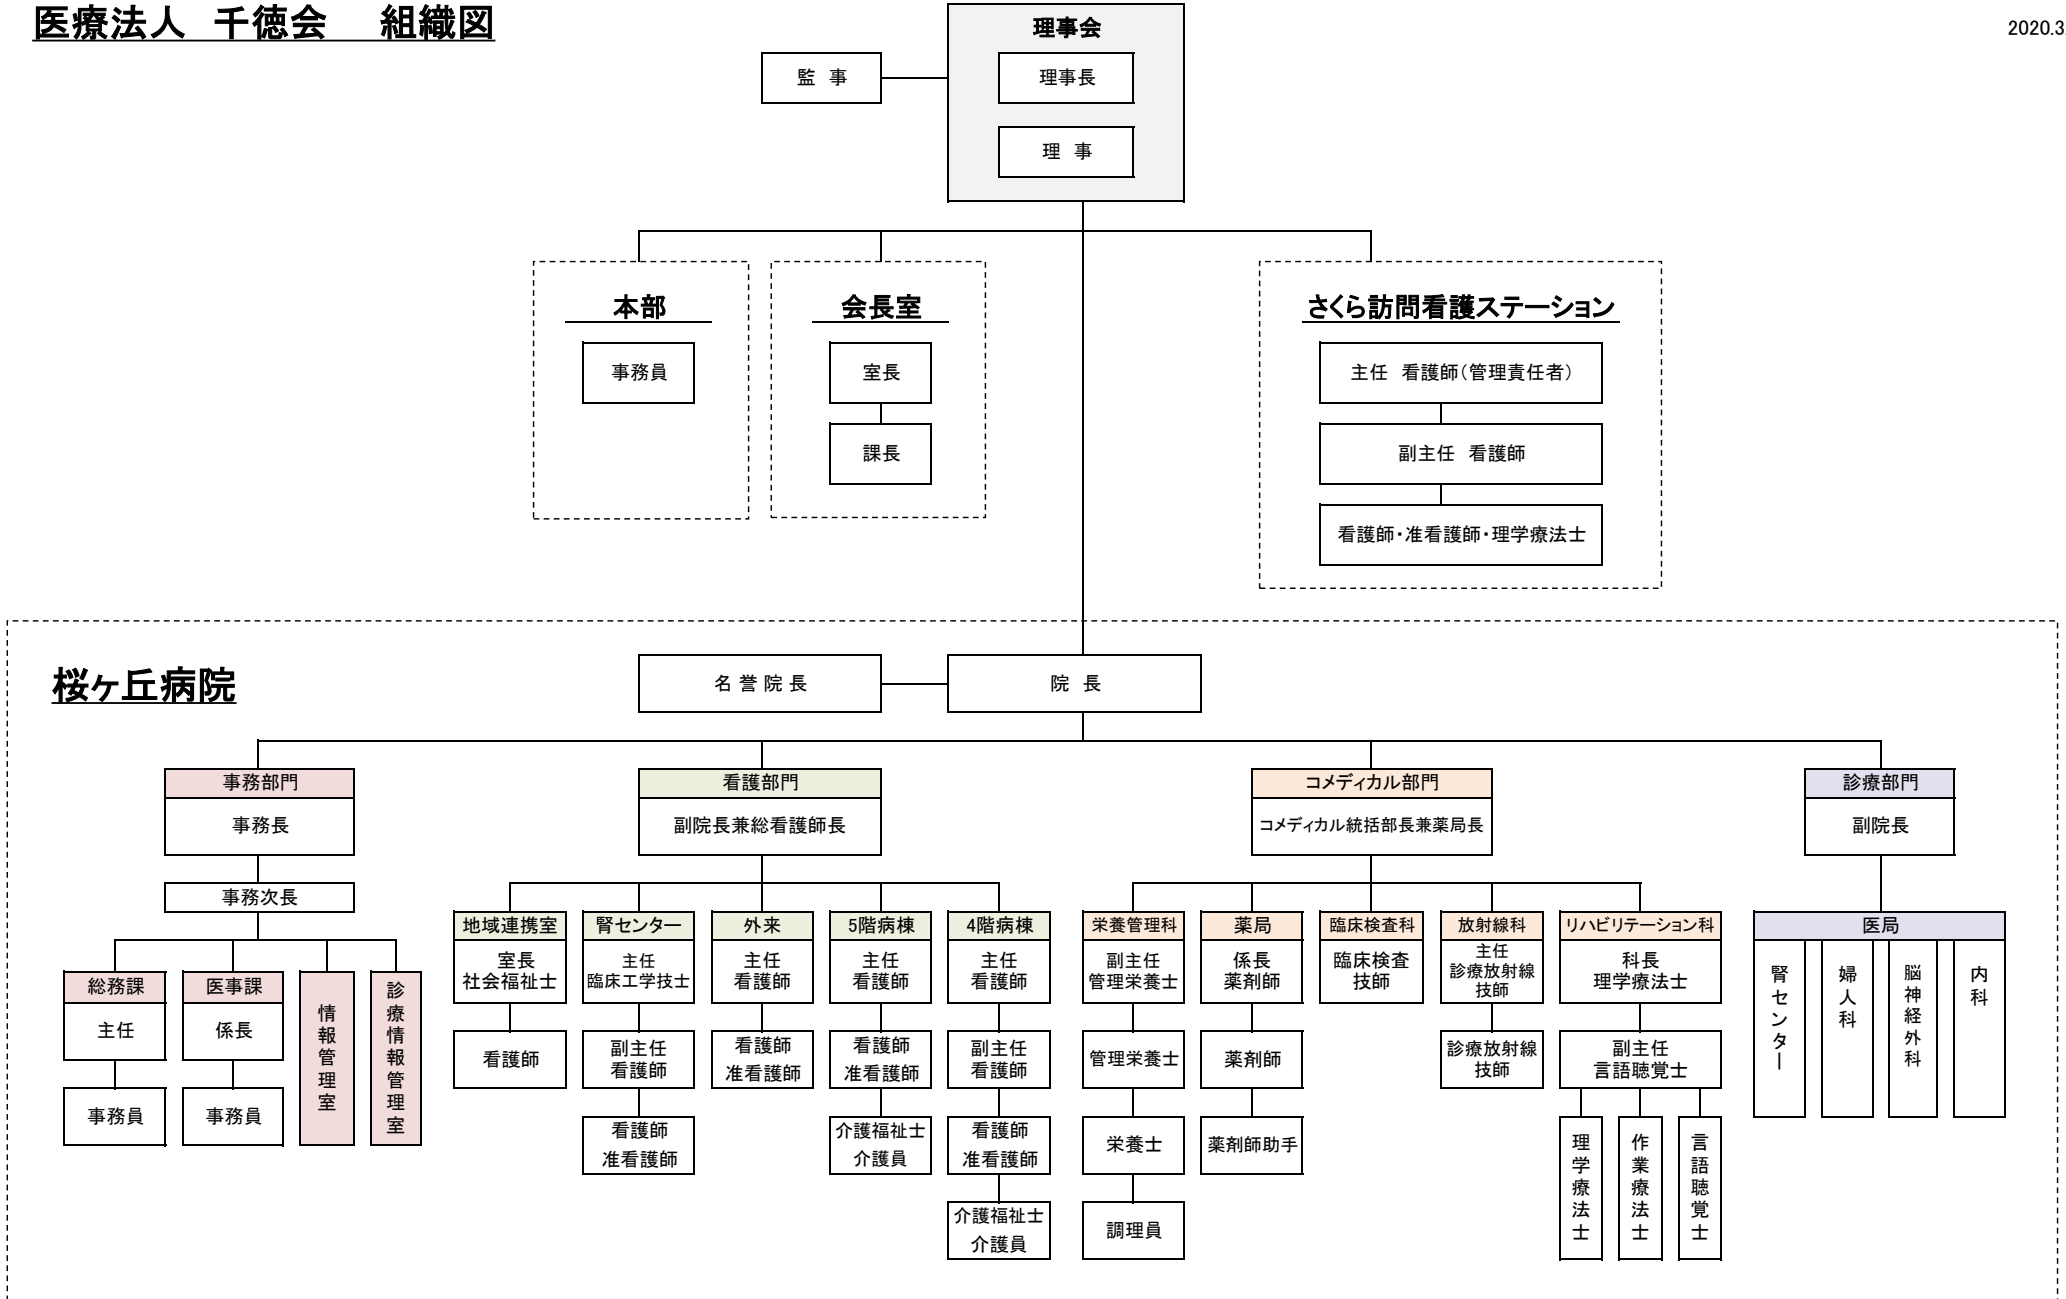 医療法人 千徳会 組織図
2020.3.
理事会
監 事
理事長
理 事
本部
事務員
会長室
室長
課長
さくら訪問看護ステーション
主任 看護師（管理責任者）
副主任 看護師
看護師・准看護師・理学療法士
桜ヶ丘病院
名誉院長
院 長
事務部門
事務長
事務次長
総務課
主任
事務員
医事課
係長
事務員
情報管理室
診療情報管理室
看護部門
副院長兼総看護師長
地域連携室
室長
社会福祉士
看護師
腎センター
主任
臨床工学技士
副主任
看護師
看護師
准看護師
外来
主任
看護師
看護師
准看護師
5階病棟
主任
看護師
看護師
准看護師
介護福祉士
介護員
4階病棟
主任
看護師
副主任
看護師
看護師
准看護師
介護福祉士
介護員
コメディカル部門
コメディカル統括部長兼薬局長
栄養管理科
副主任
管理栄養士
管理栄養士
栄養士
調理員
薬局
係長
薬剤師
薬剤師
薬剤師助手
臨床検査科
臨床検査
技師
放射線科
主任
診療放射線
技師
診療放射線
技師
リハビリテーション科
科長
理学療法士
副主任
言語聴覚士
理学療法士
作業療法士
言語聴覚士
診療部門
副院長
医局
腎センター
婦人科
脳神経外科
内科